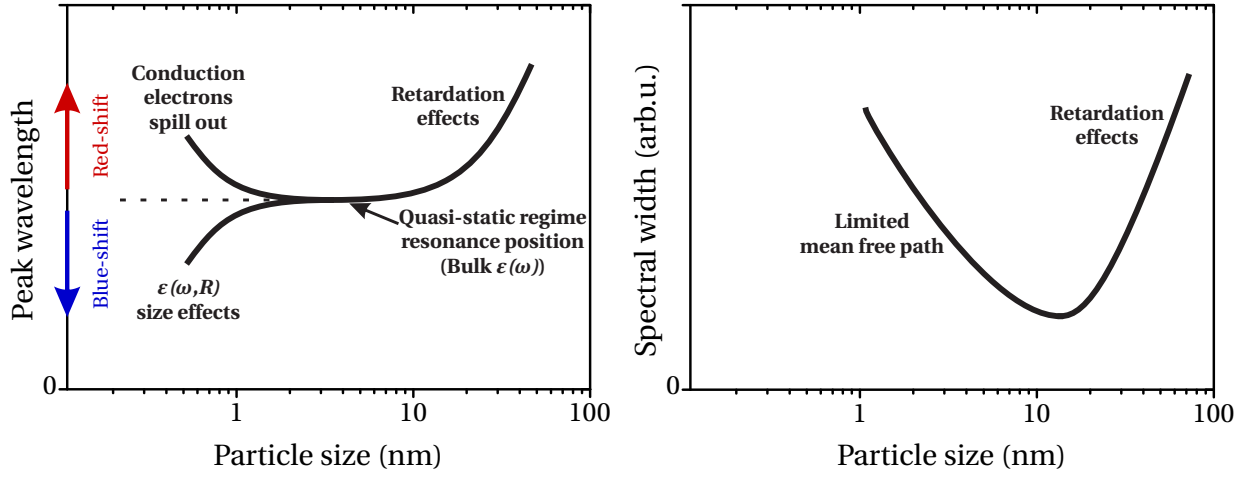 Peak wavelength
Red-shift
Blue-shift
Conduction
electrons
spill out
Retardation
effects
Quasi-static regime
resonance position
(Bulk ε(ω))
ε(ω,R)
size effects
0
1
10
100
Particle size (nm)
Spectral width (arb.u.)
Retardation
effects
Limited
mean free path
0
1
10
100
Particle size (nm)